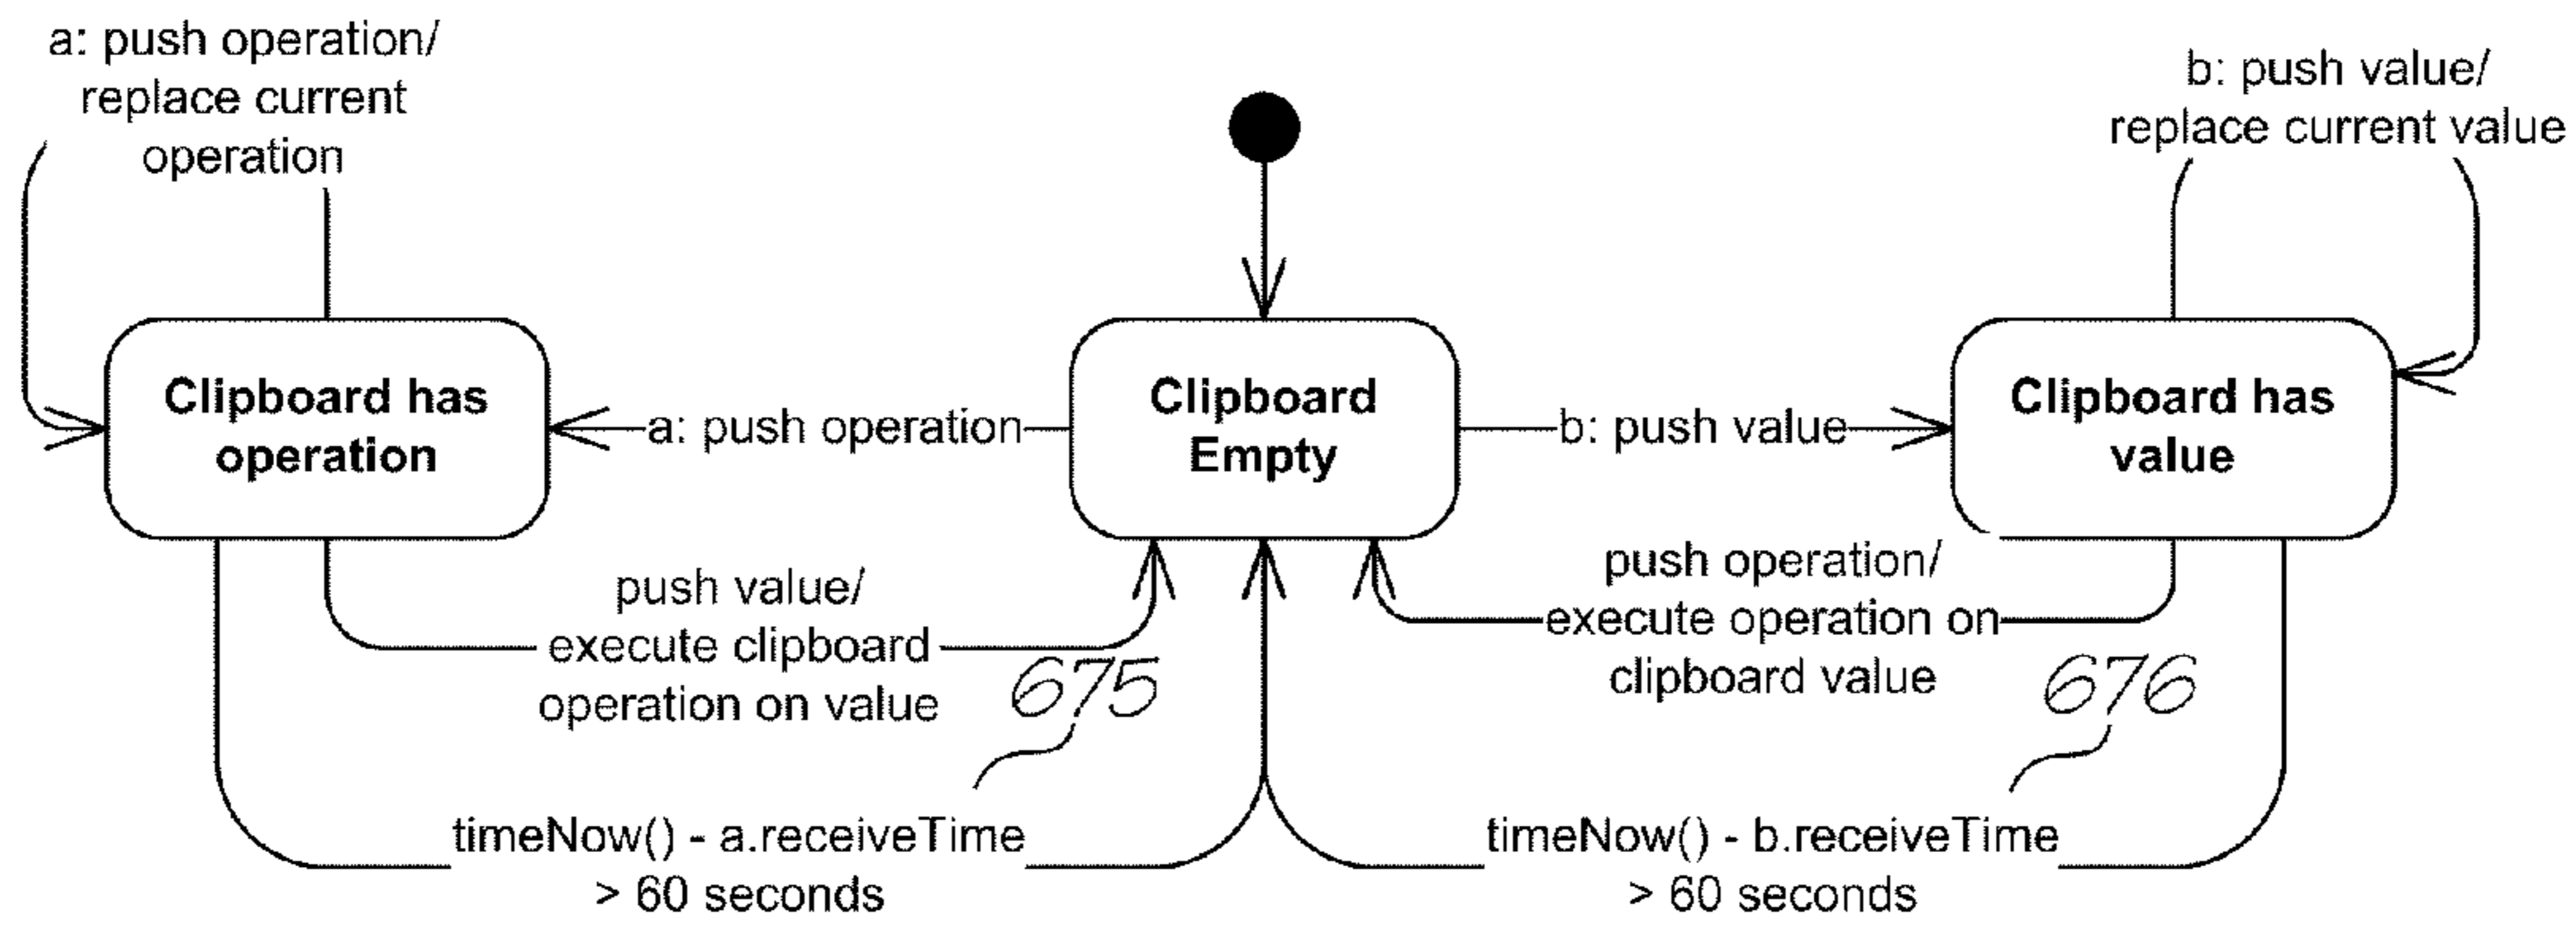 a: push operation/
replace current
operation
b: push value/
replace current value
Clipboard has
operation
a: push operation
Clipboard
Empty
b: push value
Clipboard has
value
push value/
execute clipboard
operation on value
675
push operation/
execute operation on
clipboard value
676
timeNow() - a.receiveTime
> 60 seconds
timeNow() - b.receiveTime
> 60 seconds